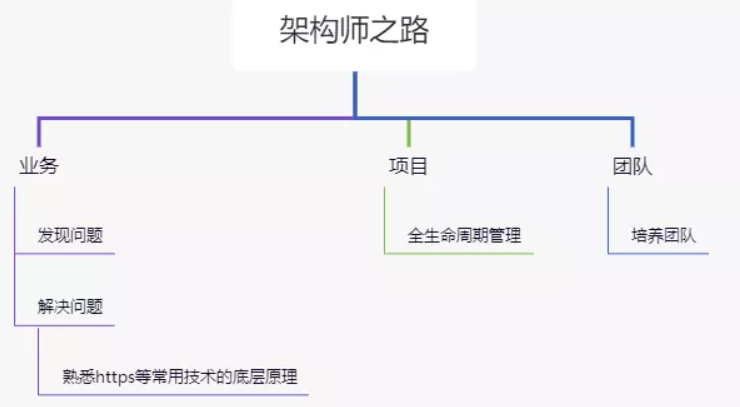 架构师之路
业务
项目
团队
发现问题
全生命周期管理
培养团队
解决问题
熟悉https等常用技术的底层原理